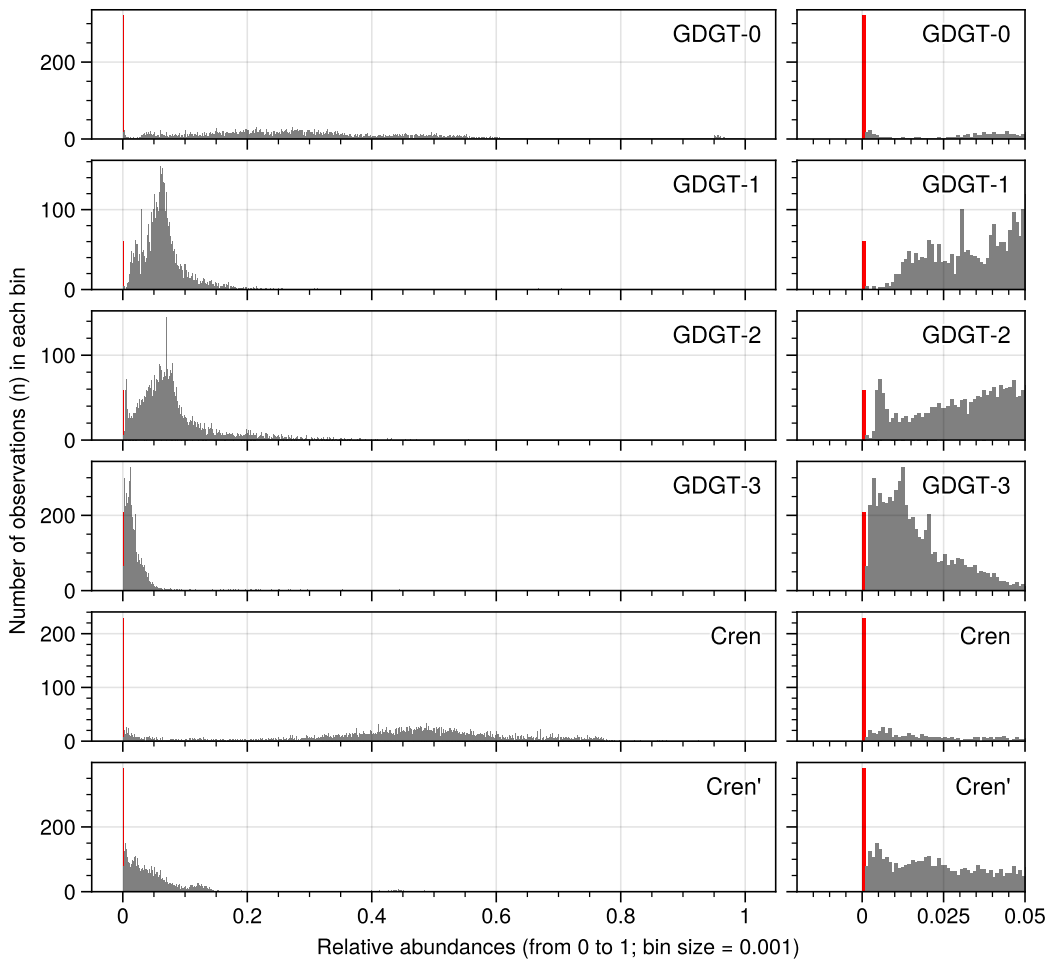 GDGT-0
GDGT-0
200
0
GDGT-1
GDGT-1
100
0
GDGT-2
GDGT-2
100
0
GDGT-3
GDGT-3
200
0
Cren
Cren
200
100
0
Cren'
Cren'
200
0
0 0.2 0.4 0.6 0.8 1
0 0.025 0.05
Number of observations (n) in each bin
Relative abundances (from 0 to 1; bin size = 0.001)